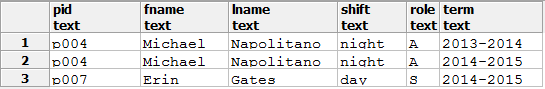 pid fname lname shift role term
text text text text text text
1 p004 Michael Napolitano night A 2013-2014
2 p004 Michael Napolitano night A 2014-2015
3 p007 Erin Gates day S 2014-2015